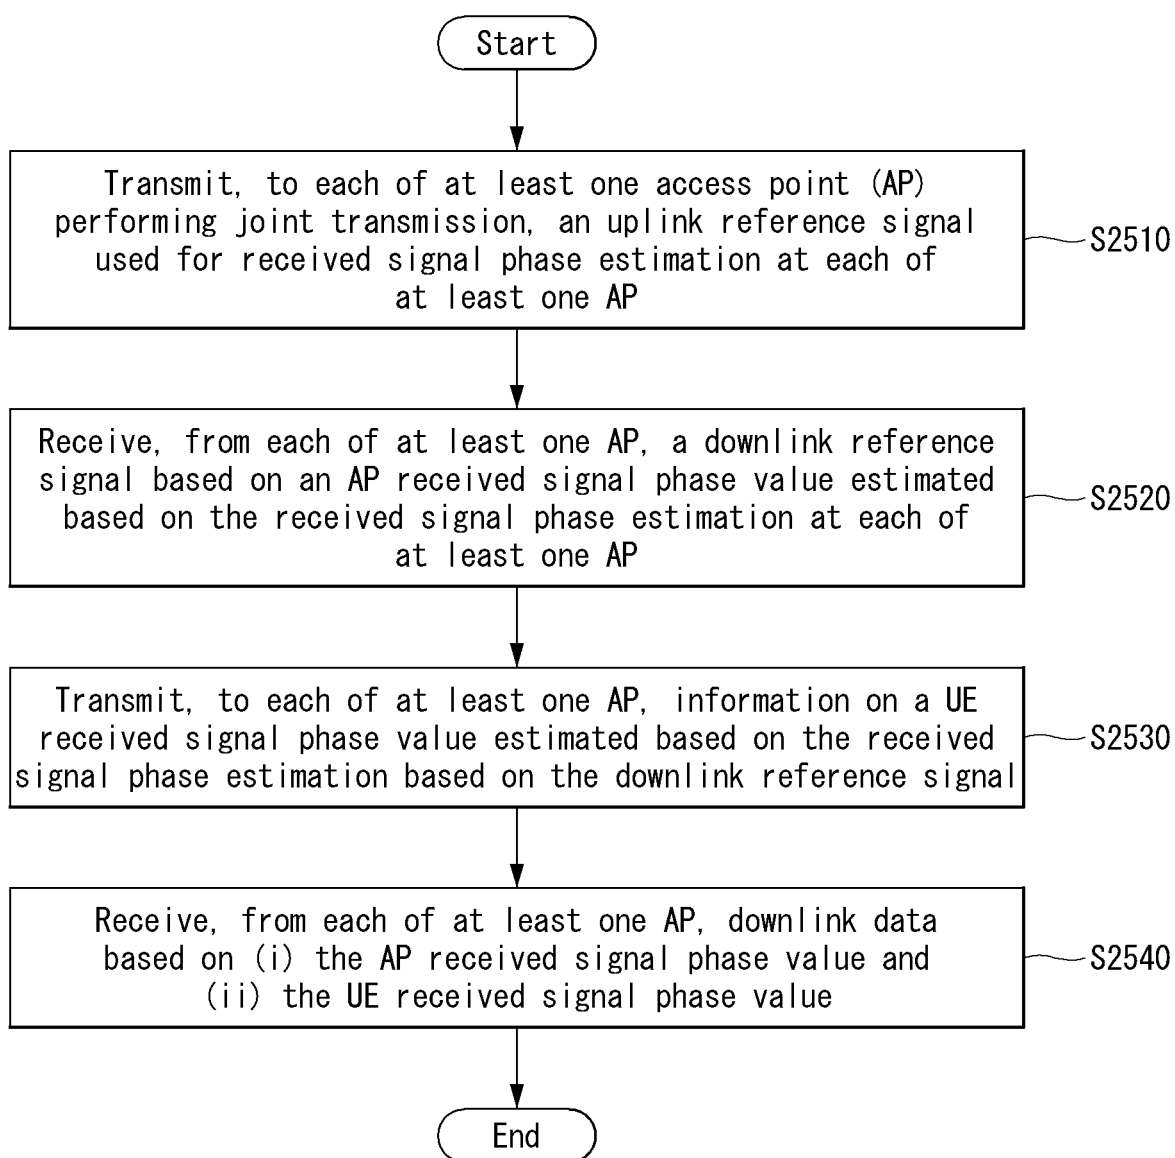 Start
Transmit, to each of at least one access point (AP)
performing joint transmission, an uplink reference signal
used for received signal phase estimation at each of
at least one AP
S2510
Receive, from each of at least one AP, a downlink reference
signal based on an AP received signal phase value estimated
based on the received signal phase estimation at each of
at least one AP
S2520
Transmit, to each of at least one AP, information on a UE
received signal phase value estimated based on the received
signal phase estimation based on the downlink reference signal
S2530
Receive, from each of at least one AP, downlink data
based on (i) the AP received signal phase value and
(ii) the UE received signal phase value
S2540
End